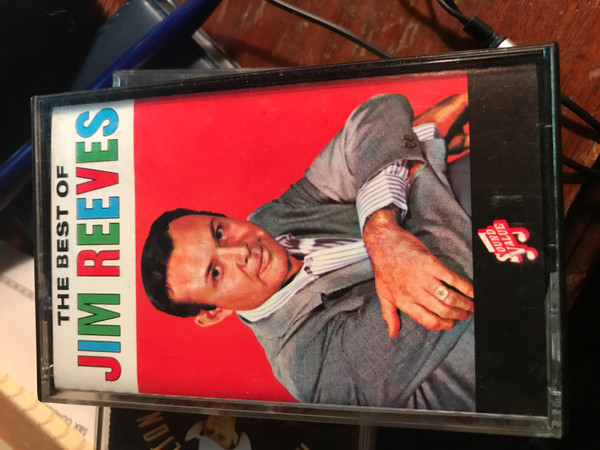 THE BEST OF
JIM REEVES
SOUND
VALUE